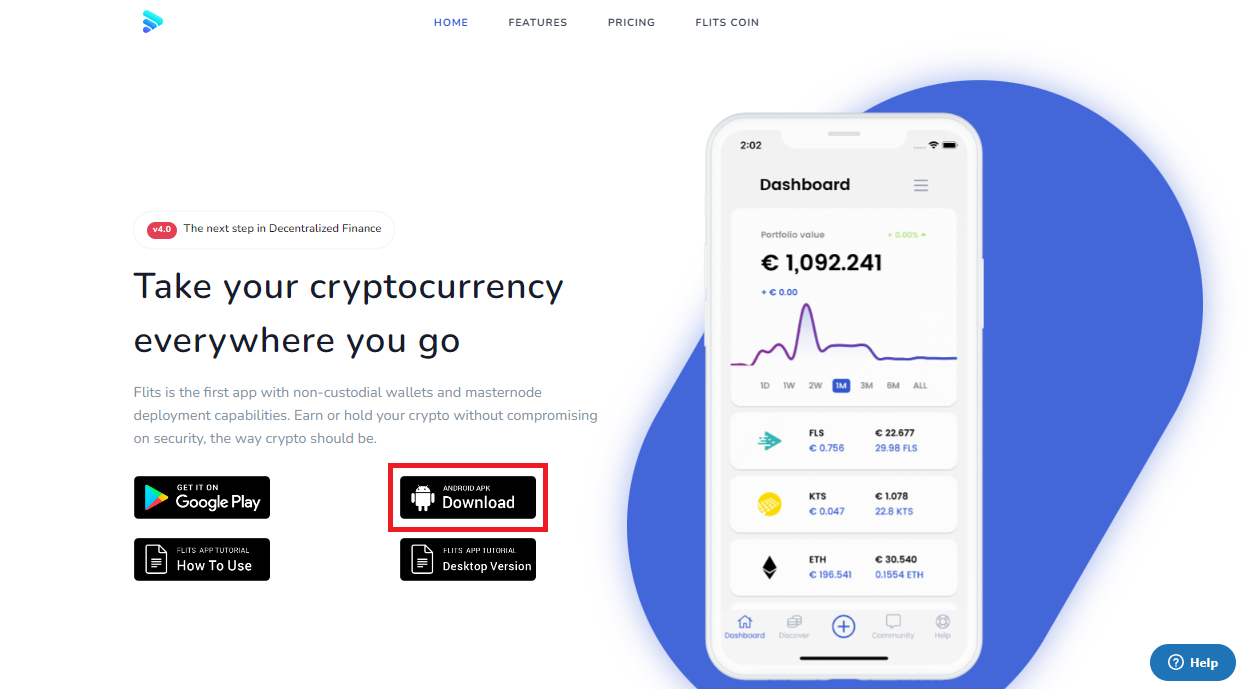 HOME FEATURES PRICING FLITS COIN
v4.0 The next step in Decentralized Finance
Take your cryptocurrency
everywhere you go
Flits is the first app with non-custodial wallets and masternode
deployment capabilities. Earn or hold your crypto without compromising
on security, the way crypto should be.
GET IT ON
Google Play
ANDROID APK
Download
FLITS APP TUTORIAL
How To Use
FLITS APP TUTORIAL
Desktop Version
2:02
Dashboard
Portfolio value + 0.00%
€ 1,092.241
+ € 0.00
1D 1W 2W 1M 3M 6M ALL
FLS € 22.677
€ 0.756 29.98 FLS
KTS € 1.078
€ 0.047 22.8 KTS
ETH € 30.540
€ 196.541 0.1554 ETH
Dashboard Discover Community Help
Help